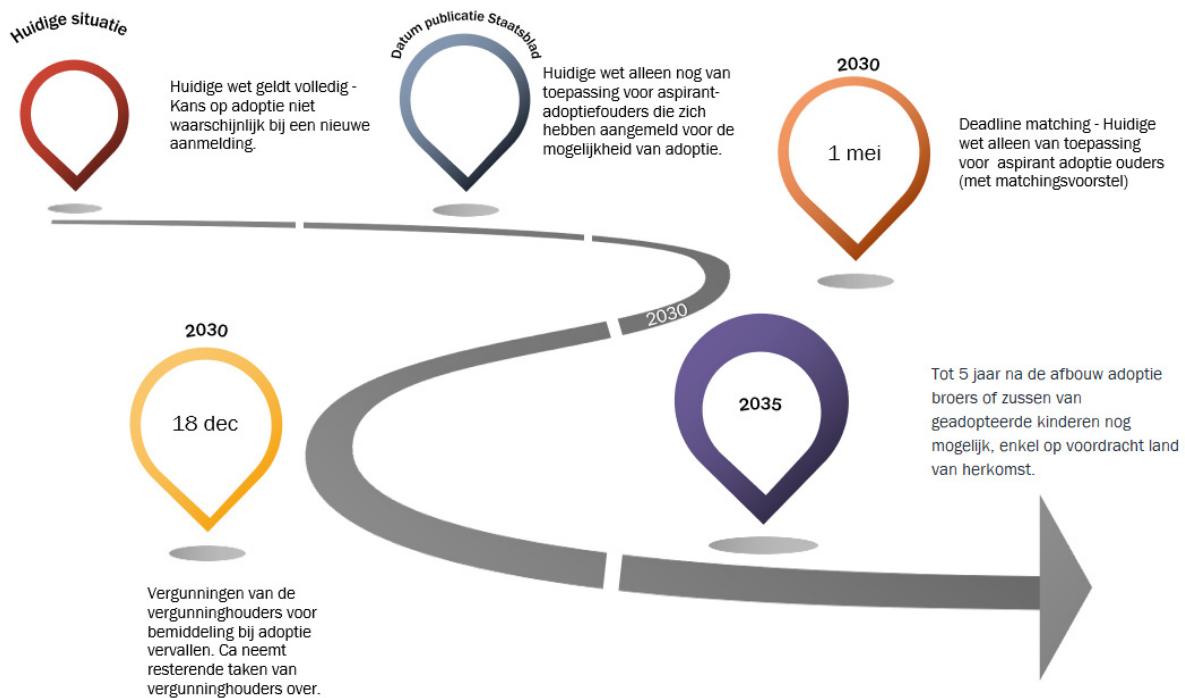 Huidige situatie
Huidige wet geldt volledig -
Kans op adoptie niet
waarschijnlijk bij een nieuwe
aanmelding.
Datum publicatie Staatsblad
Huidige wet alleen nog van
toepassing voor aspirant-
adoptiefouders die zich
hebben aangemeld voor de
mogelijkheid van adoptie.
2030
1 mei
Deadline matching - Huidige
wet alleen van toepassing
voor aspirant adoptie ouders
(met matchingsvoorstel)
2030
2030
18 dec
Vergunningen van de
vergunninghouders voor
bemiddeling bij adoptie
vervallen. Ca neemt
resterende taken van
vergunninghouders over.
2035
Tot 5 jaar na de afbouw adoptie
broers of zussen van
geadopteerde kinderen nog
mogelijk, enkel op voordracht land
van herkomst.